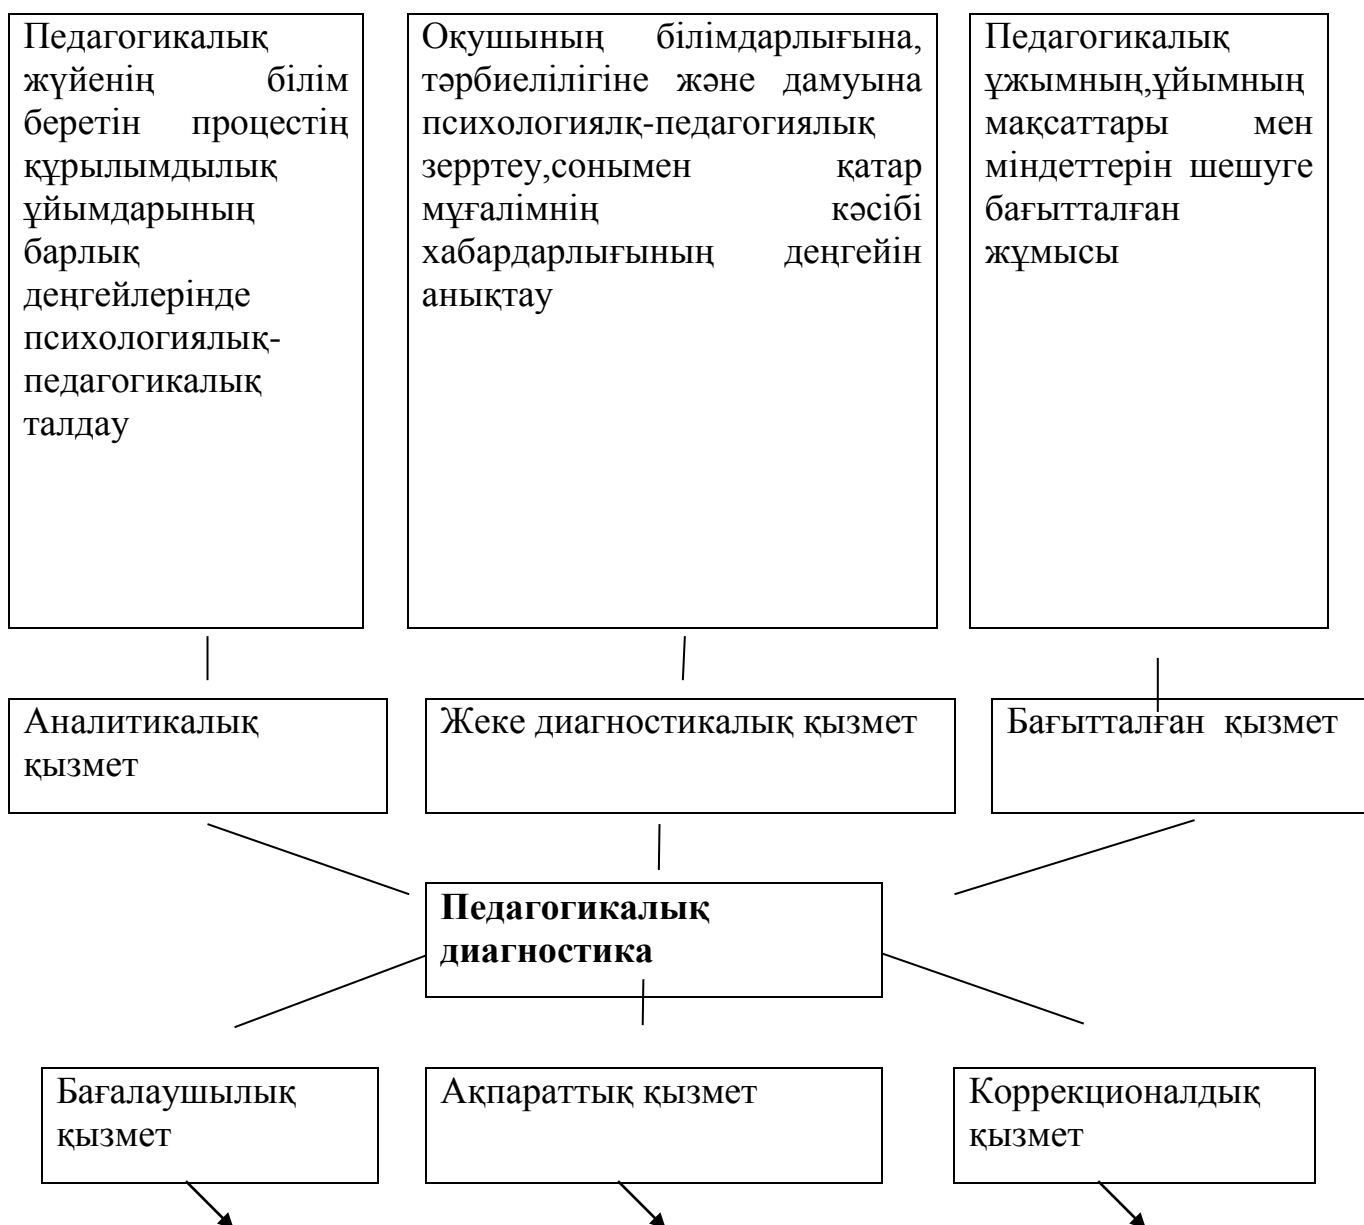 Педагогикалық
жүйенің білім
беретін процестің
құрылымдылық
ұйымдарының
барлық
деңгейлерінде
психологиялық-
педагогикалық
талдау
Оқушының білімдарлығына,
тәрбиелілігіне және дамуына
психологиялқ-педагогиялық
зерртеу,сонымен қатар
мұғалімнің кәсібі
хабардарлығының деңгейін
анықтау
Педагогикалық
ұжымның,ұйымның
мақсаттары мен
міндеттерін шешуге
бағытталған
жұмысы
Аналитикалық
қызмет
Жеке диагностикалық қызмет
Бағытталған қызмет
Педагогикалық
диагностика
Бағалаушылық
қызмет
Ақпараттық қызмет
Коррекционалдық
қызмет